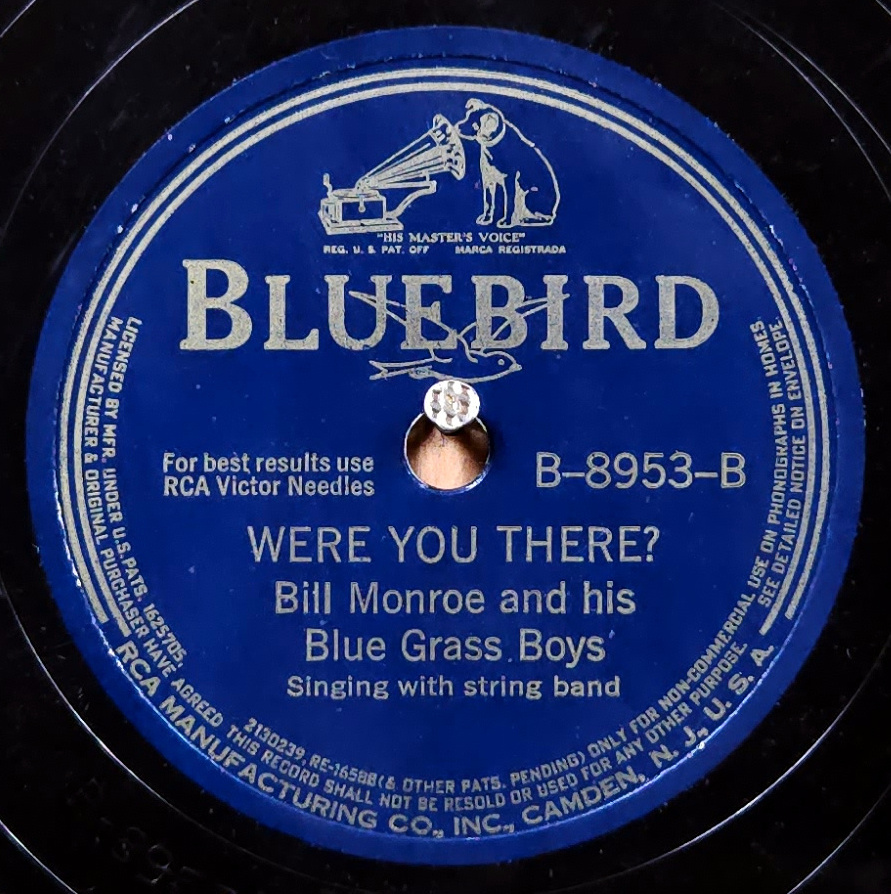 "HIS MASTER'S VOICE"
REG. U. S. PAT. OFF MARCA REGISTRADA
BLUEBIRD
For best results use
RCA Victor Needles
B–8953–B
WERE YOU THERE?
Bill Monroe and his
Blue Grass Boys
Singing with string band
LICENSED BY MFR. UNDER U.S. PATS. 1625705, 2130239, RE-16588 (& OTHER PATS. PENDING) ONLY FOR NON-COMMERCIAL USE ON PHONOGRAPHS IN HOMES.
MANUFACTURER & ORIGINAL PURCHASER HAVE AGREED THIS RECORD SHALL NOT BE RESOLD OR USED FOR ANY OTHER PURPOSE. SEE DETAILED NOTICE ON ENVELOPE.
RCA MANUFACTURING CO., INC., CAMDEN, N. J., U. S. A.